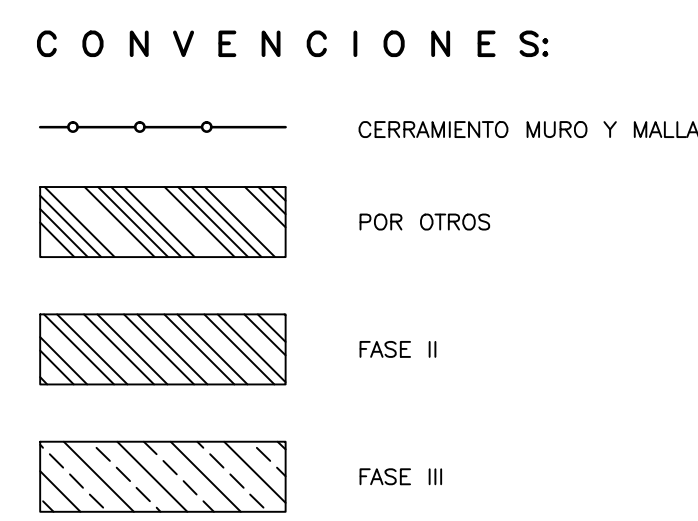 C O N V E N C I O N E S:
CERRAMIENTO MURO Y MALLA
POR OTROS
FASE II
FASE III